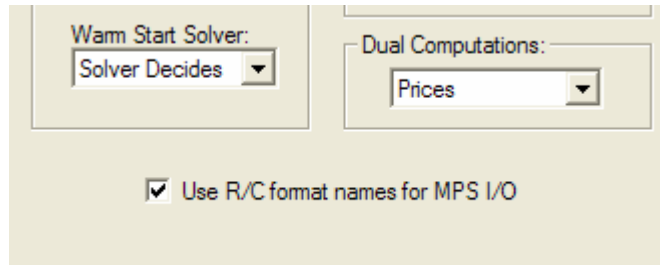 Warm Start Solver:
Solver Decides
Dual Computations:
Prices
Use R/C format names for MPS I/O